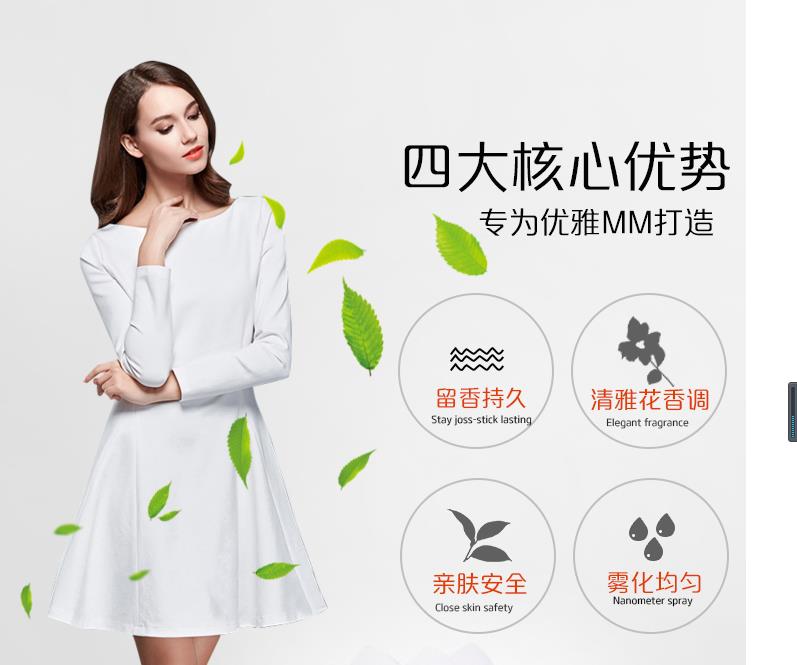 四大核心优势
专为优雅MM打造
留香持久
Stay joss-stick lasting
清雅花香调
Elegant fragrance
亲肤安全
Close skin safety
雾化均匀
Nanometer spray